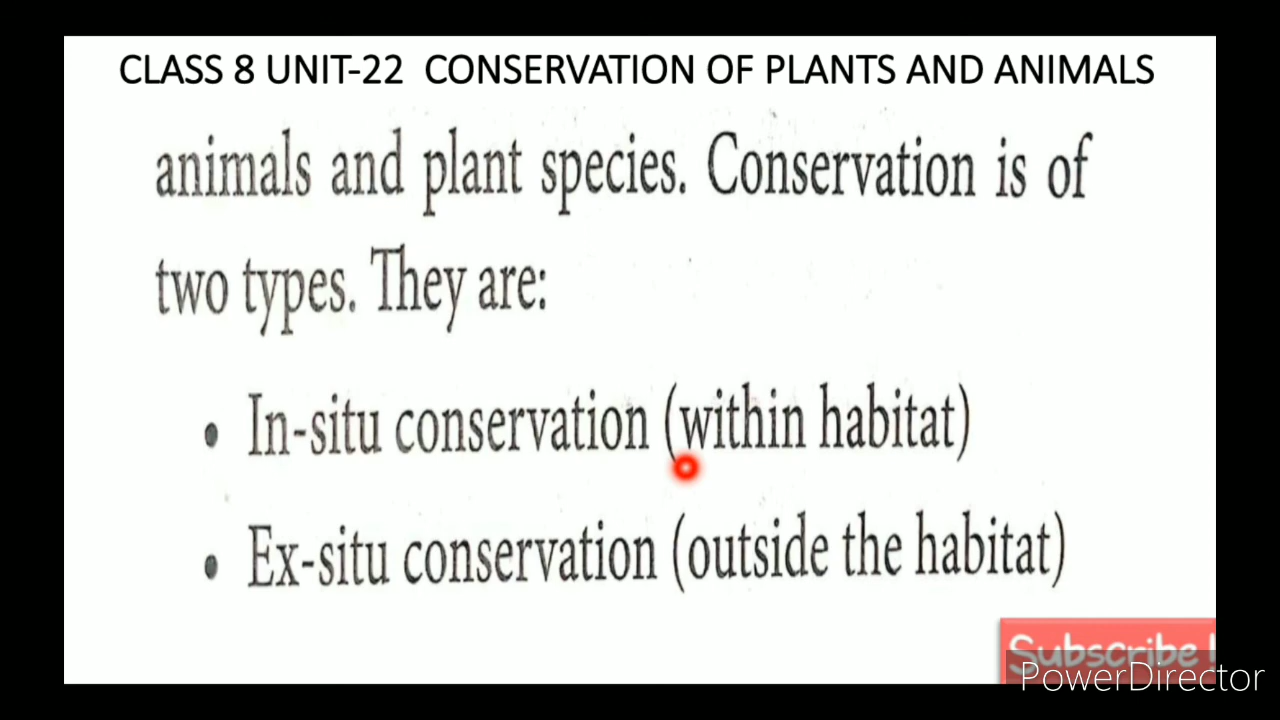 CLASS 8 UNIT-22 CONSERVATION OF PLANTS AND ANIMALS
animals and plant species. Conservation is of
two types. They are:
• In-situ conservation (within habitat)
• Ex-situ conservation (outside the habitat)
Subscribe !
PowerDirector